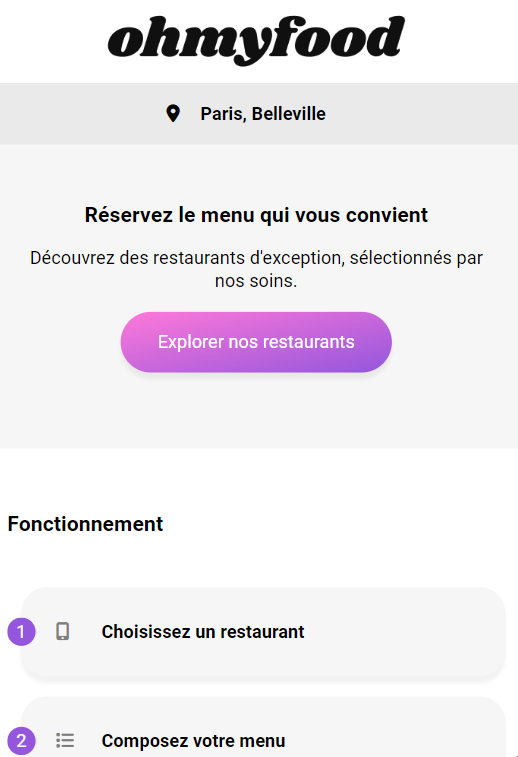 ohmyfood
Paris, Belleville
Réservez le menu qui vous convient
Découvrez des restaurants d'exception, sélectionnés par
nos soins.
Explorer nos restaurants
Fonctionnement
1 Choisissez un restaurant
2 Composez votre menu